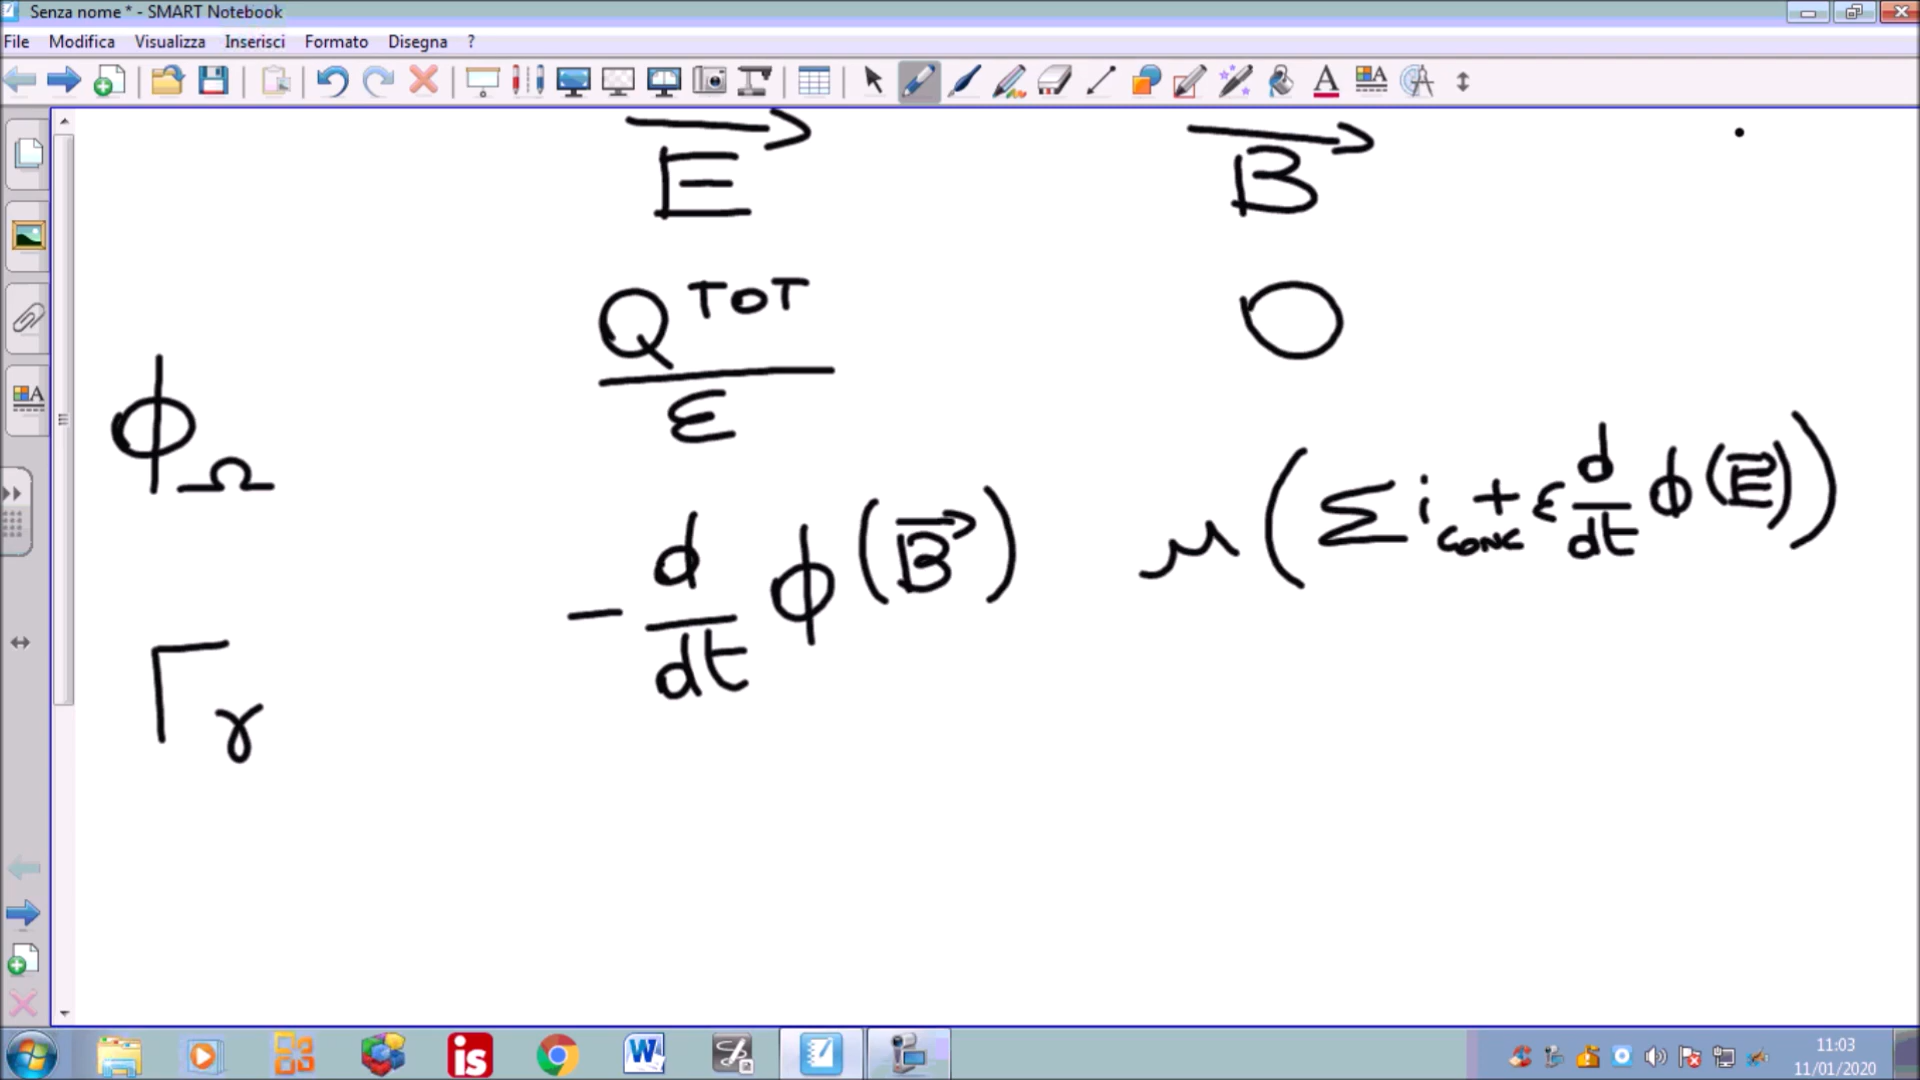 Senza nome * - SMART Notebook
File Modifica Visualizza Inserisci Formato Disegna ?
E⃗ B⃗
Q^TOT / ε 0
ϕ_Ω
- d/dt ϕ(B⃗) μ(Σ i_conc + ε d/dt ϕ(E⃗))
Γ_γ
11:03
11/01/2020